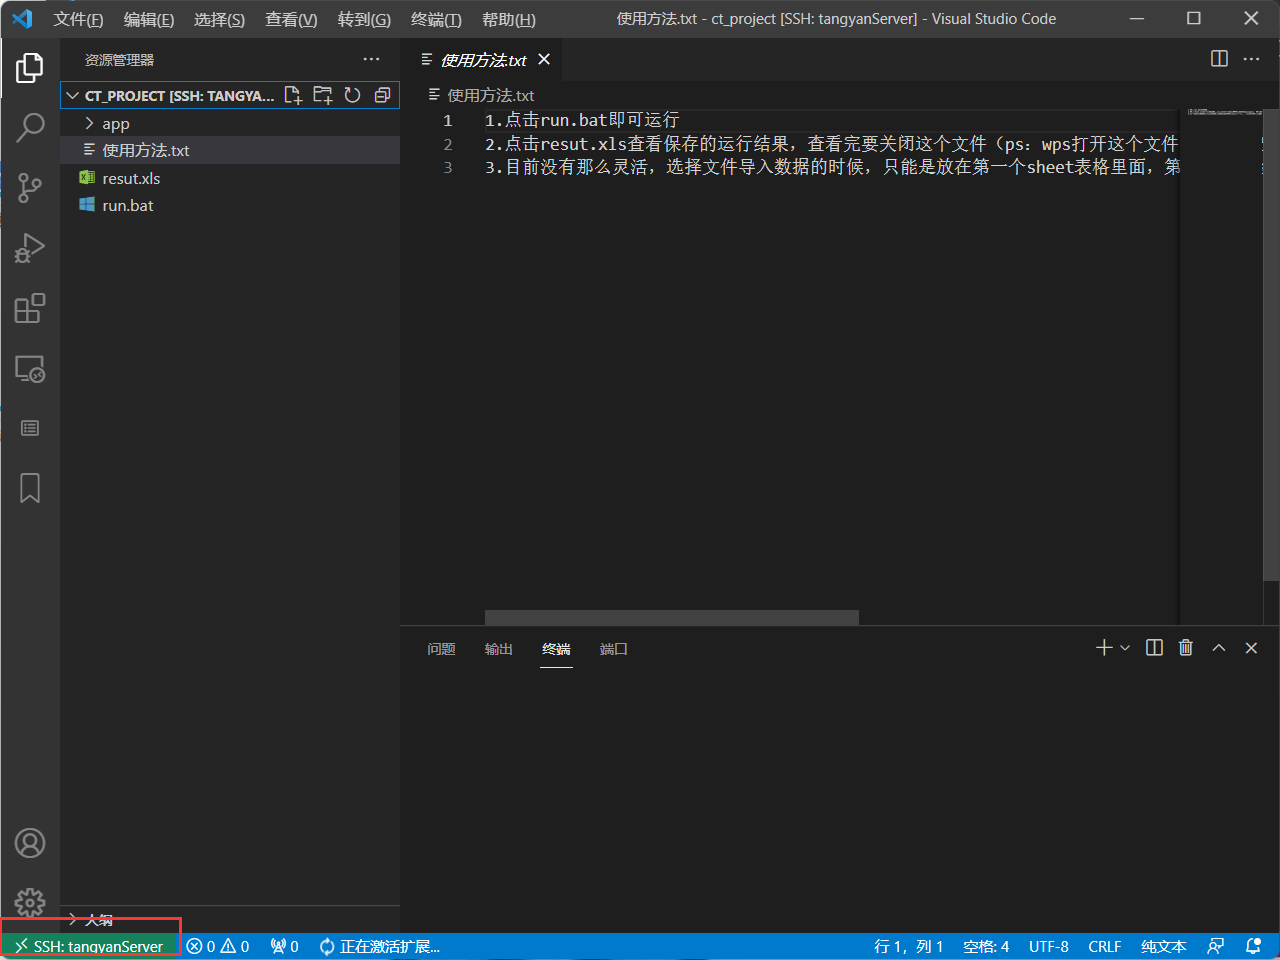 文件(F) 编辑(E) 选择(S) 查看(V) 转到(G) 终端(T) 帮助(H) 使用方法.txt - ct_project [SSH: tangyanServer] - Visual Studio Code
资源管理器
使用方法.txt
CT_PROJECT [SSH: TANGYA...
使用方法.txt
app
使用方法.txt
resut.xls
run.bat
1 1.点击run.bat即可运行
2 2.点击resut.xls查看保存的运行结果，查看完要关闭这个文件（ps：wps打开这个文件
3 3.目前没有那么灵活，选择文件导入数据的时候，只能是放在第一个sheet表格里面，第
问题 输出 终端 端口
大纲
SSH: tangyanServer 0 0 0 正在激活扩展... 行 1，列 1 空格: 4 UTF-8 CRLF 纯文本